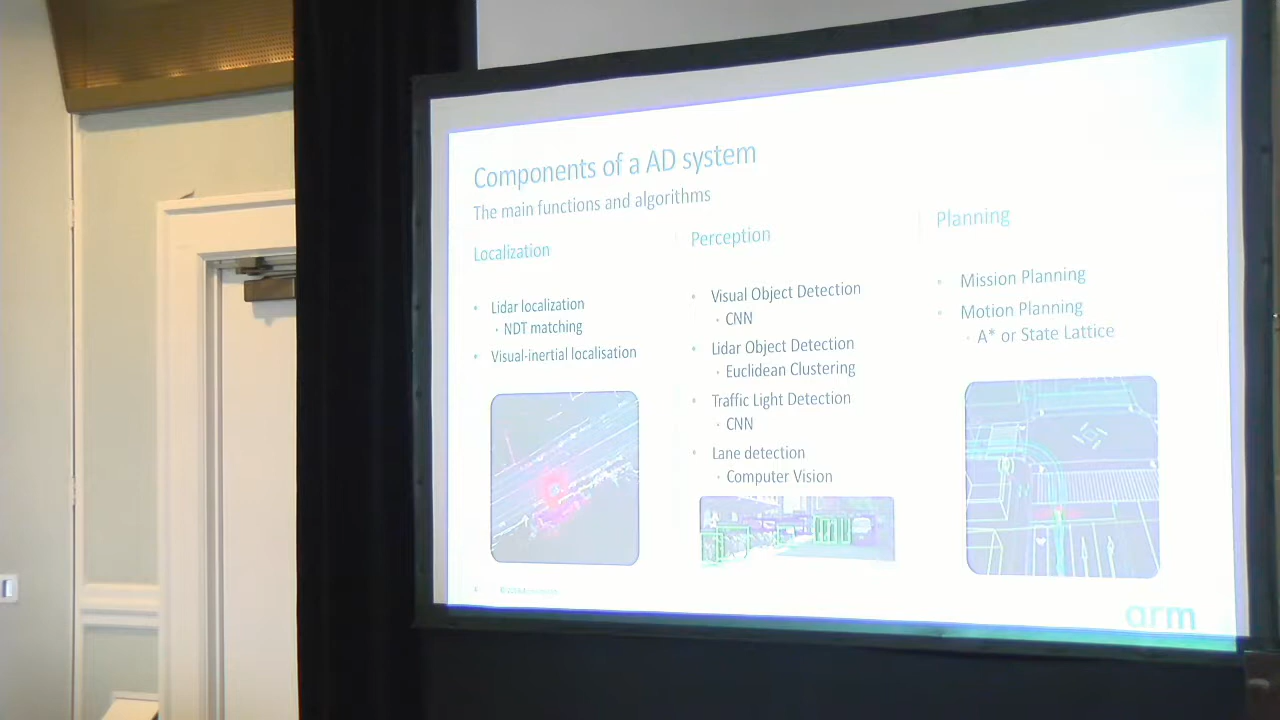 Components of a AD system
The main functions and algorithms
Localization
• Lidar localization
• NDT matching
• Visual-inertial localisation
Perception
• Visual Object Detection
• CNN
• Lidar Object Detection
• Euclidean Clustering
• Traffic Light Detection
• CNN
• Lane detection
• Computer Vision
Planning
• Mission Planning
• Motion Planning
• A* or State Lattice
arm